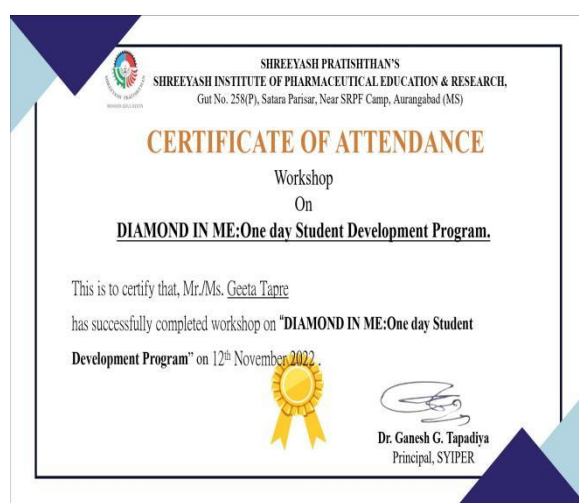 SHREEYASH PRATISHTHAN'S
SHREEYASH INSTITUTE OF PHARMACEUTICAL EDUCATION & RESEARCH,
Gut No. 258(P), Satara Parisar, Near SRPF Camp, Aurangabad (MS)
CERTIFICATE OF ATTENDANCE
Workshop
On
DIAMOND IN ME:One day Student Development Program.
This is to certify that, Mr./Ms. Geeta Tapre
has successfully completed workshop on "DIAMOND IN ME:One day Student
Development Program" on 12th November 2022 .
Dr. Ganesh G. Tapadiya
Principal, SYIPER